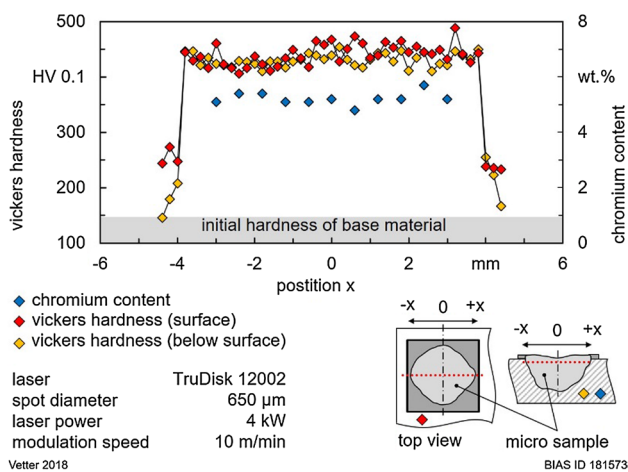 500
8
HV 0.1
wt.%
vickers hardness
300
4
chromium content
200
2
initial hardness of base material
100
0
-6
-4
-2
0
2
mm
6
postition x
chromium content
vickers hardness (surface)
vickers hardness (below surface)
-x 0 +x
-x 0 +x
laser TruDisk 12002
spot diameter 650 µm
laser power 4 kW
modulation speed 10 m/min
top view
micro sample
Vetter 2018
BIAS ID 181573